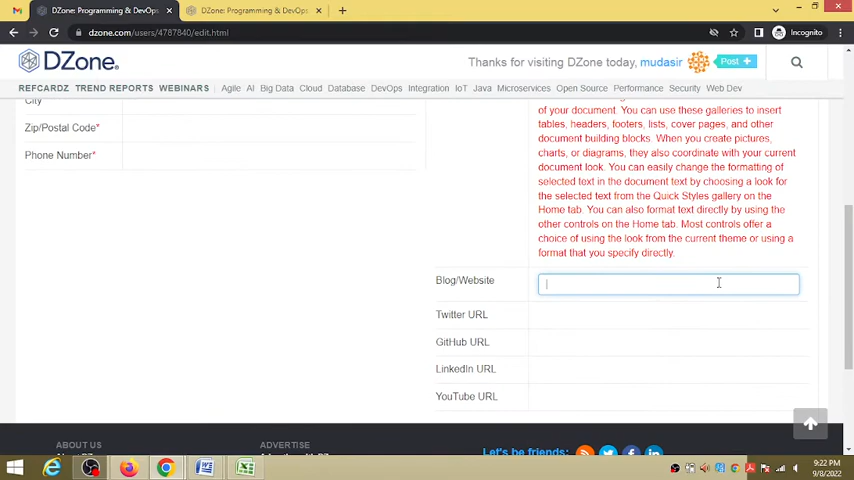 DZone: Programming & DevOps
DZone: Programming & DevOps
dzone.com/users/4787840/edit.html
Incognito
DZone.
Thanks for visiting DZone today, mudasir
Post +
REFCARDZ TREND REPORTS WEBINARS Agile AI Big Data Cloud Database DevOps Integration IoT Java Microservices Open Source Performance Security Web Dev
City
Zip/Postal Code*
Phone Number*
of your document. You can use these galleries to insert
tables, headers, footers, lists, cover pages, and other
document building blocks. When you create pictures,
charts, or diagrams, they also coordinate with your current
document look. You can easily change the formatting of
selected text in the document text by choosing a look for
the selected text from the Quick Styles gallery on the
Home tab. You can also format text directly by using the
other controls on the Home tab. Most controls offer a
choice of using the look from the current theme or using a
format that you specify directly.
Blog/Website
Twitter URL
GitHub URL
LinkedIn URL
YouTube URL
ABOUT US
ADVERTISE
Let's be friends:
9:22 PM
9/8/2022